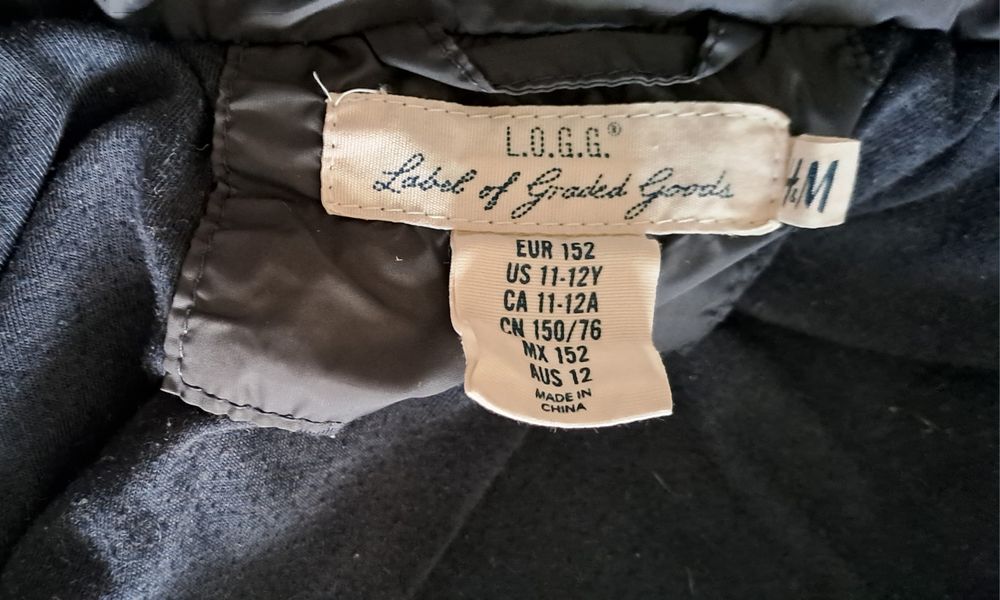 L.O.G.G.®
Label of Graded Goods
H&M
EUR 152
US 11-12Y
CA 11-12A
CN 150/76
MX 152
AUS 12
MADE IN
CHINA